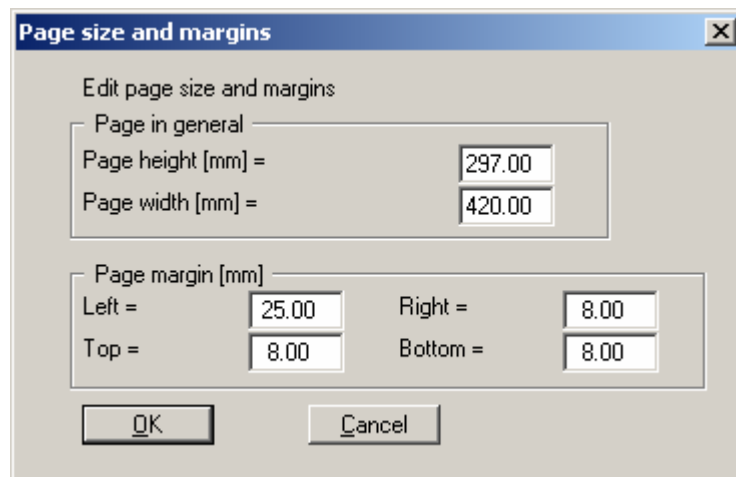 Page size and margins
Edit page size and margins
Page in general
Page height [mm] = 297.00
Page width [mm] = 420.00
Page margin [mm]
Left = 25.00 Right = 8.00
Top = 8.00 Bottom = 8.00
OK Cancel